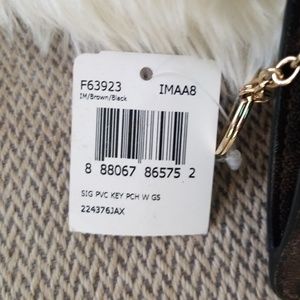 F63923 IMAA8
IM/Brown/Black
8 88067 86575 2
SIG PVC KEY PCH W GS
224376JAX